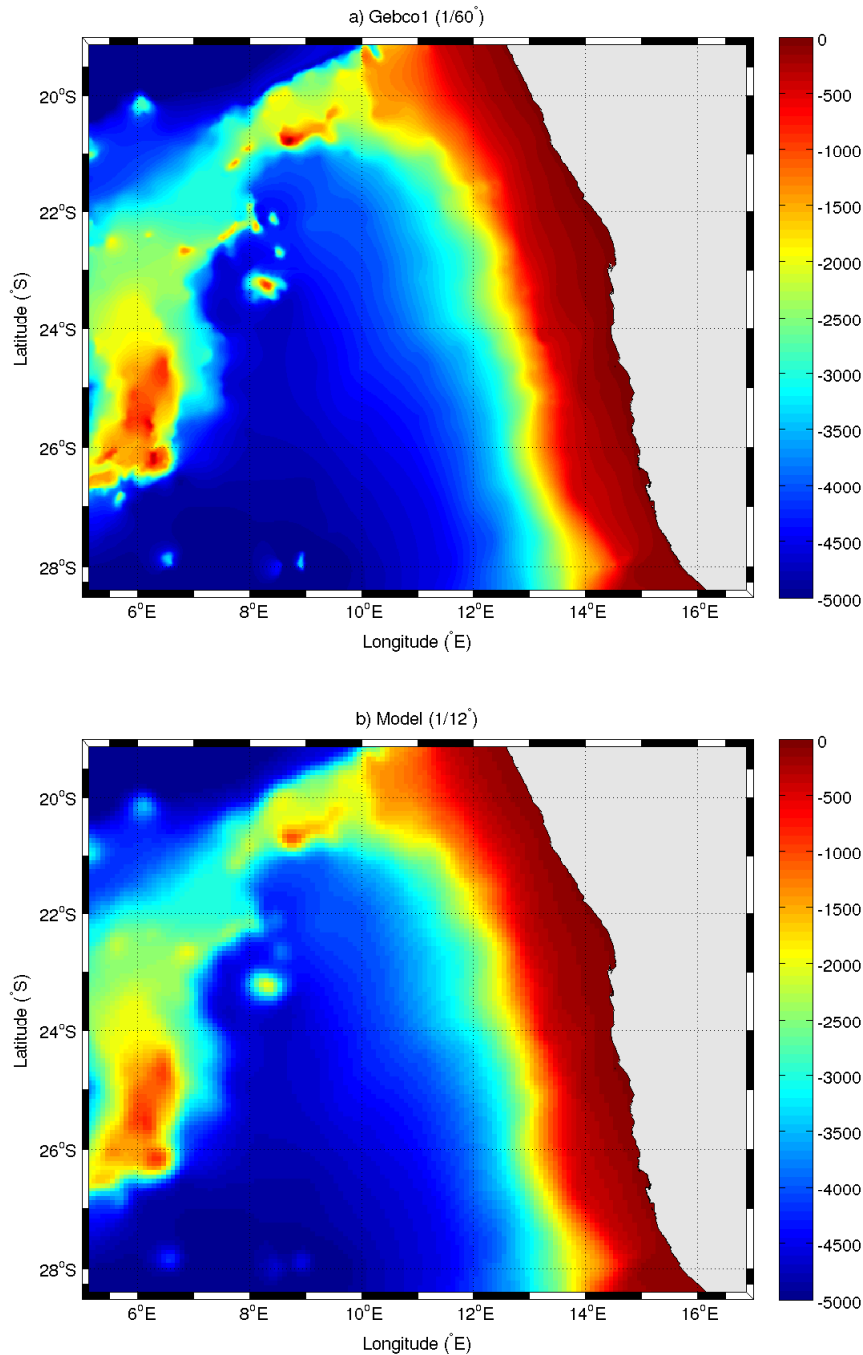 a) Gebco1 (1/60°)
0
-500
-1000
-1500
-2000
-2500
-3000
-3500
-4000
-4500
-5000
20°S
22°S
24°S
26°S
28°S
Latitude (°S)
6°E 8°E 10°E 12°E 14°E 16°E
Longitude (°E)
b) Model (1/12°)
0
-500
-1000
-1500
-2000
-2500
-3000
-3500
-4000
-4500
-5000
20°S
22°S
24°S
26°S
28°S
Latitude (°S)
6°E 8°E 10°E 12°E 14°E 16°E
Longitude (°E)